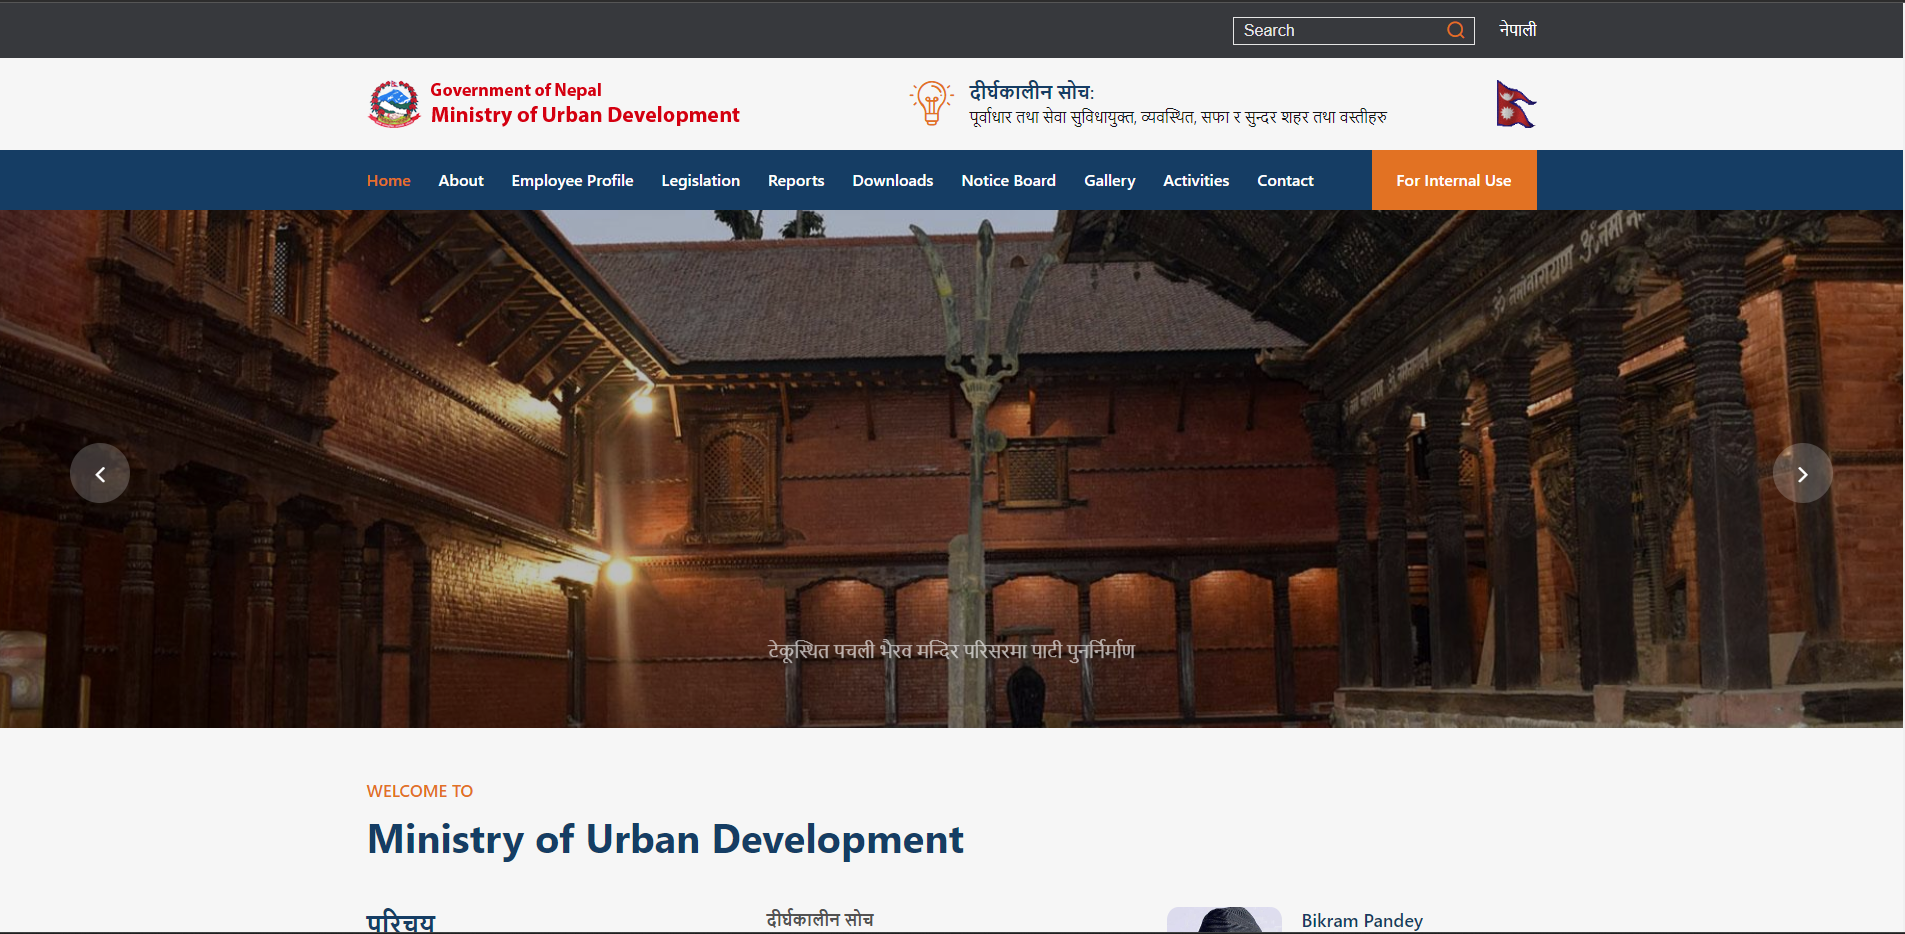 Search
नेपाली
Government of Nepal
Ministry of Urban Development
दीर्घकालीन सोच:
पूर्वाधार तथा सेवा सुविधायुक्त, व्यवस्थित, सफा र सुन्दर शहर तथा वस्तीहरु
Home About Employee Profile Legislation Reports Downloads Notice Board Gallery Activities Contact For Internal Use
टेकूस्थित पचली भैरव मन्दिर परिसरमा पाटी पुनर्निर्माण
WELCOME TO
Ministry of Urban Development
परिचय
दीर्घकालीन सोच
Bikram Pandey